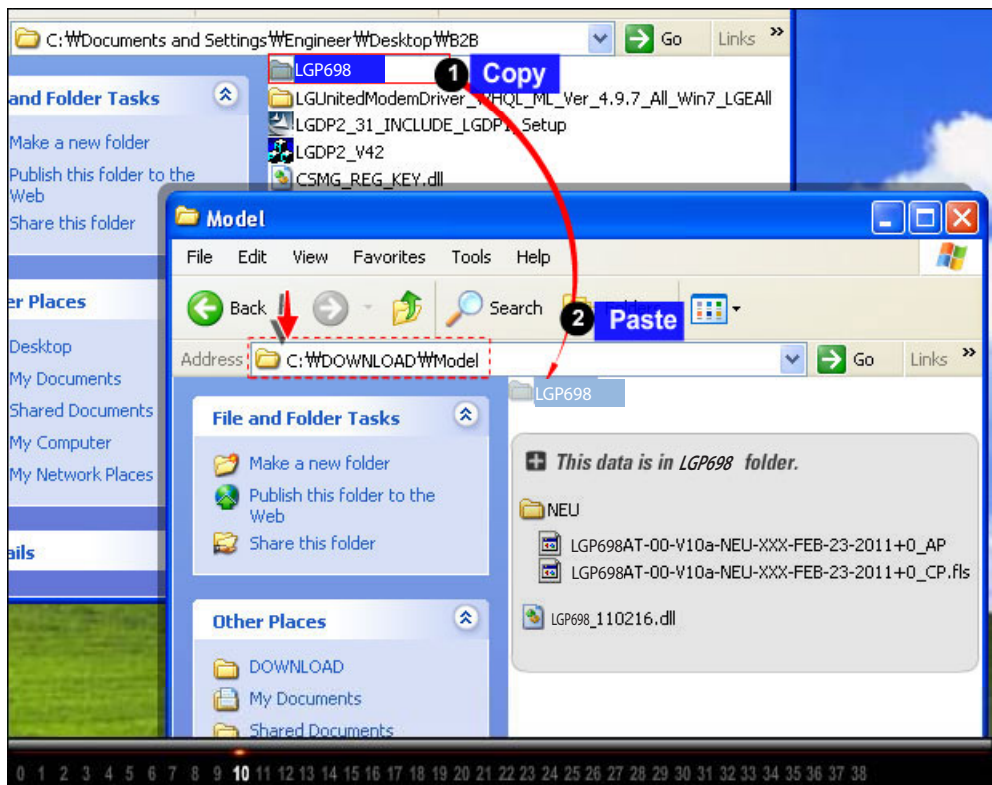 C:₩Documents and Settings₩Engineer₩Desktop₩B2B
Go
Links »
LGP698
1 Copy
and Folder Tasks
LGUnitedModemDriver_WHQL_ML_Ver_4.9.7_All_Win7_LGEAll
LGDP2_31_INCLUDE_LGDP1_Setup
LGDP2_V42
CSMG_REG_KEY.dll
Make a new folder
Publish this folder to the
Web
Share this folder
er Places
Desktop
My Documents
Shared Documents
My Computer
My Network Places
ails
Model
File Edit View Favorites Tools Help
Back
Search
Folders
2 Paste
Address C:₩DOWNLOAD₩Model
Go
Links »
LGP698
File and Folder Tasks
Make a new folder
Publish this folder to the
Web
Share this folder
This data is in LGP698 folder.
NEU
LGP698AT-00-V10a-NEU-XXX-FEB-23-2011+0_AP
LGP698AT-00-V10a-NEU-XXX-FEB-23-2011+0_CP.fls
LGP698_110216.dll
Other Places
DOWNLOAD
My Documents
Shared Documents
0 1 2 3 4 5 6 7 8 9 10 11 12 13 14 15 16 17 18 19 20 21 22 23 24 25 26 27 28 29 30 31 32 33 34 35 36 37 38